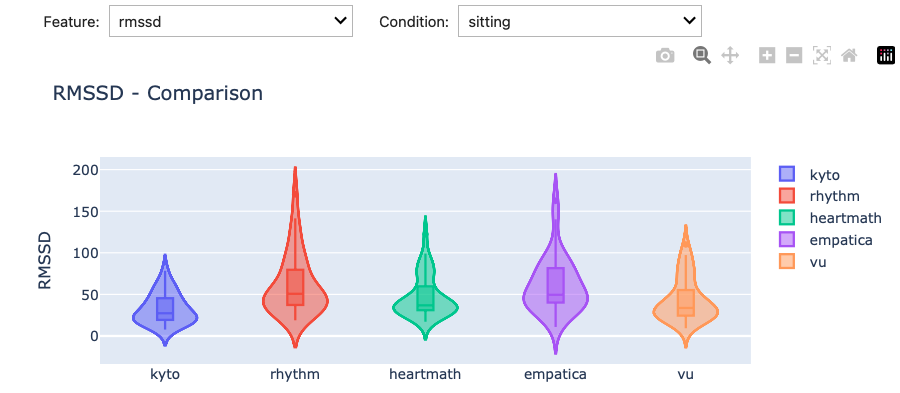 Feature: rmssd Condition: sitting
RMSSD - Comparison
200
150
100
50
0
RMSSD
kyto rhythm heartmath empatica vu
kyto
rhythm
heartmath
empatica
vu